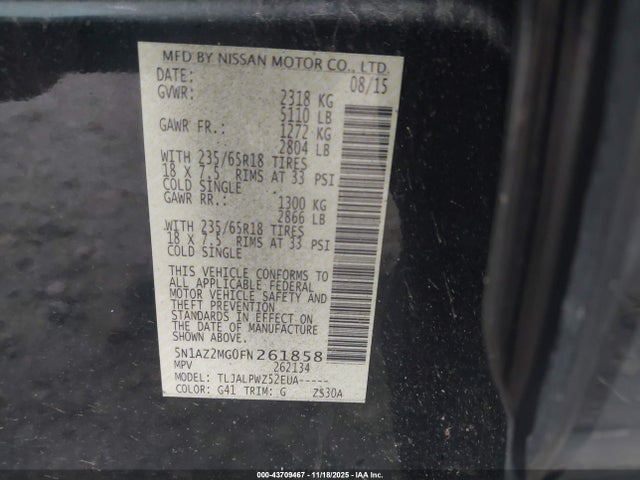 MFD BY NISSAN MOTOR CO., LTD.
DATE: 08/15
GVWR: 2318 KG
5110 LB
GAWR FR.: 1272 KG
2804 LB
WITH 235/65R18 TIRES
18 X 7.5 RIMS AT 33 PSI
COLD SINGLE
GAWR RR.: 1300 KG
2866 LB
WITH 235/65R18 TIRES
18 X 7.5 RIMS AT 33 PSI
COLD SINGLE
THIS VEHICLE CONFORMS TO
ALL APPLICABLE FEDERAL
MOTOR VEHICLE SAFETY AND
THEFT PREVENTION
STANDARDS IN EFFECT ON
THE DATE OF MANUFACTURE
SHOWN ABOVE.
5N1AZ2MG0FN261858
MPV 262134
MODEL: TLJALPWZ52EUA-----
COLOR: G41 TRIM: G ZS30A
000-43709467 - 11/18/2025 - IAA Inc.